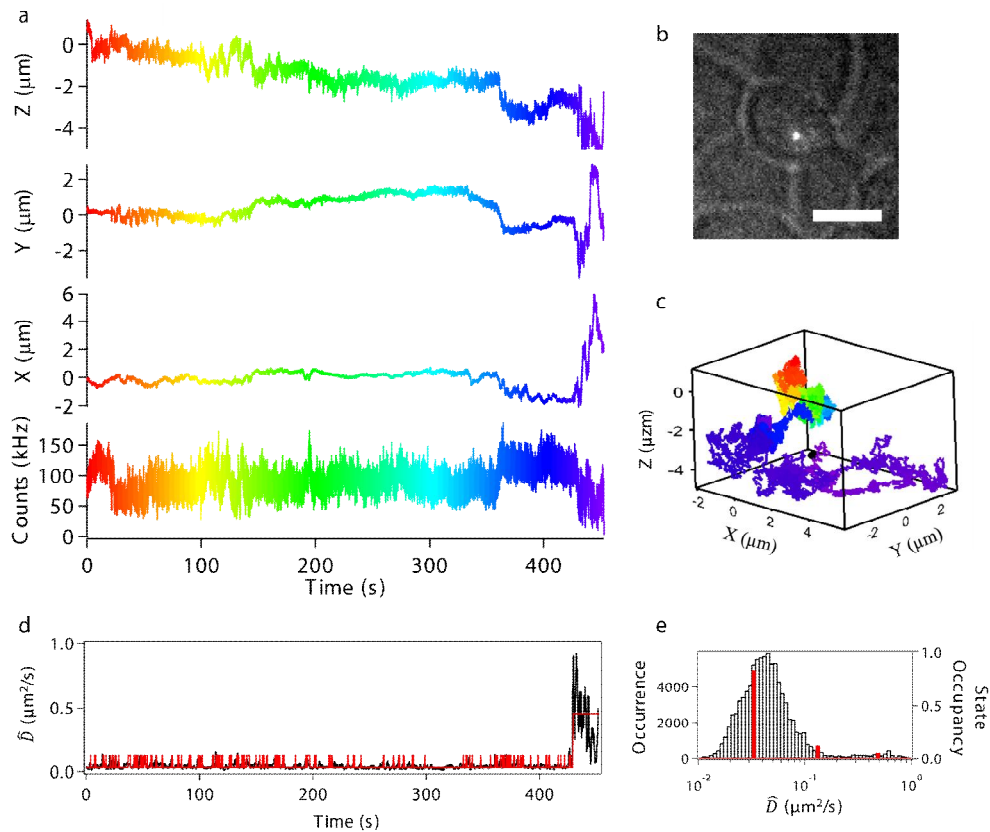 a
0
-2
-4
Z (μm)
2
0
-2
Y (μm)
6
4
2
0
-2
X (μm)
150
100
50
0
Counts (kHz)
0 100 200 300 400
Time (s)
b
c
0
-2
-4
Z (μzm)
-2 0 2 4
X (μm)
-2 0 2
Y (μm)
d
1.0
0.5
0.0
D̂ (μm²/s)
0 100 200 300 400
Time (s)
e
4000
2000
0
Occurrence
1.0
0.5
0.0
State
Occupancy
10⁻² 10⁻¹ 10⁰
D̂ (μm²/s)